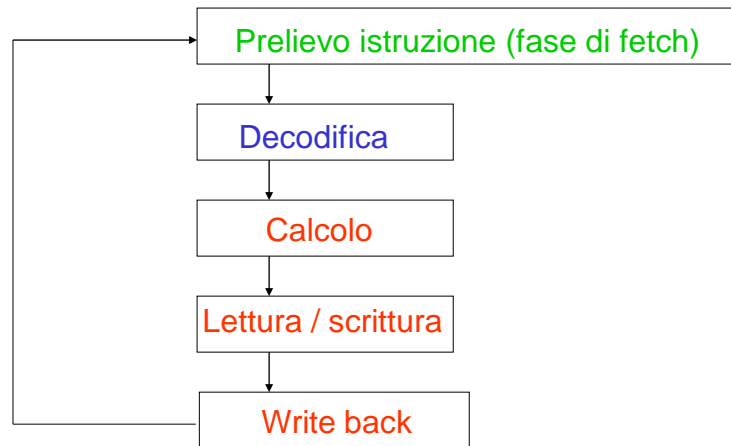 Prelievo istruzione (fase di fetch)
Decodifica
Calcolo
Lettura / scrittura
Write back